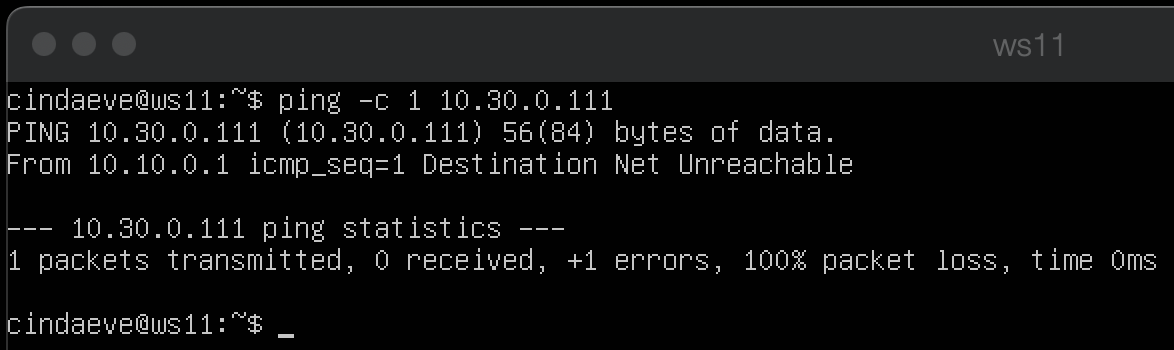 ws11
cindaeve@ws11:~$ ping -c 1 10.30.0.111
PING 10.30.0.111 (10.30.0.111) 56(84) bytes of data.
From 10.10.0.1 icmp_seq=1 Destination Net Unreachable
--- 10.30.0.111 ping statistics ---
1 packets transmitted, 0 received, +1 errors, 100% packet loss, time 0ms
cindaeve@ws11:~$ _